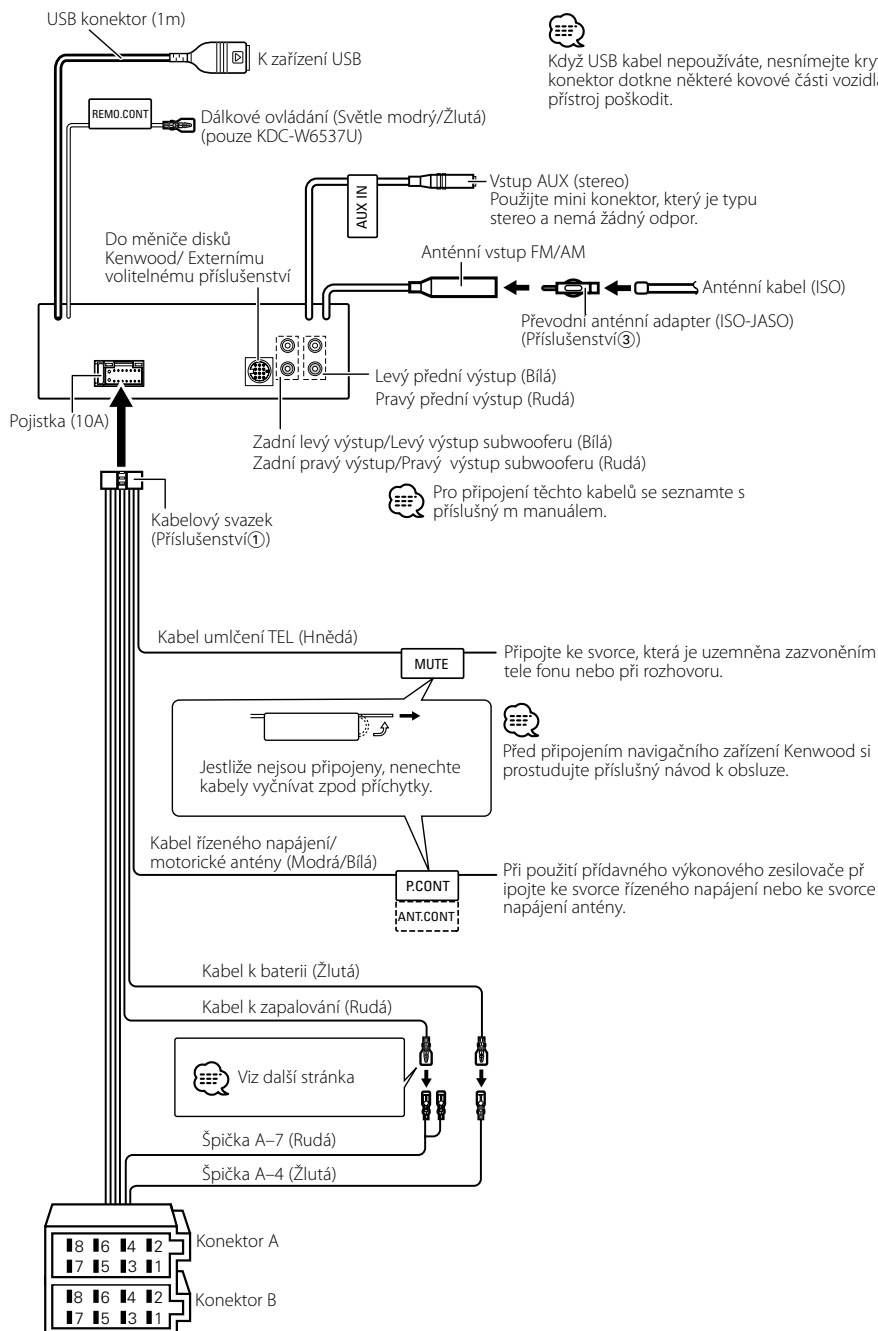 USB konektor (1m)
K zařízení USB
Když USB kabel nepoužíváte, nesnímejte
konektor dotkne některé kovové části
přístroj poškodit.
REMO.CONT
Dálkové ovládání (Světle modrý/Žlutá)
(pouze KDC-W6537U)
AUX IN
Vstup AUX (stereo)
Použijte mini konektor, který je typu
stereo a nemá žádný odpor.
Do měniče disků
Kenwood/ Externímu
volitelnému příslušenství
Anténní vstup FM/AM
Anténní kabel (ISO)
Převodní anténní adapter (ISO-JASO)
(Příslušenství③)
Levý přední výstup (Bílá)
Pravý přední výstup (Rudá)
Pojistka (10A)
Zadní levý výstup/Levý výstup subwooferu (Bílá)
Zadní pravý výstup/Pravý výstup subwooferu (Rudá)
Pro připojení těchto kabelů se seznamte s
příslušný m manuálem.
Kabelový svazek
(Příslušenství①)
Kabel umlčení TEL (Hnědá)
MUTE
Připojte ke svorce, která je uzemněna zazvoněním
tele fonu nebo při rozhovoru.
Jestliže nejsou připojeny, nenechte
kabely vyčnívat zpod příchytky.
Před připojením navigačního zařízení Kenwood si
prostudujte příslušný návod k obsluze.
Kabel řízeného napájení/
motorické antény (Modrá/Bílá)
P.CONT
ANT.CONT
Při použití přídavného výkonového zesilovače př
ipojte ke svorce řízeného napájení nebo ke svorce
napájení antény.
Kabel k baterii (Žlutá)
Kabel k zapalování (Rudá)
Viz další stránka
Špička A–7 (Rudá)
Špička A–4 (Žlutá)
8 6 4 2
7 5 3 1
Konektor A
8 6 4 2
7 5 3 1
Konektor B